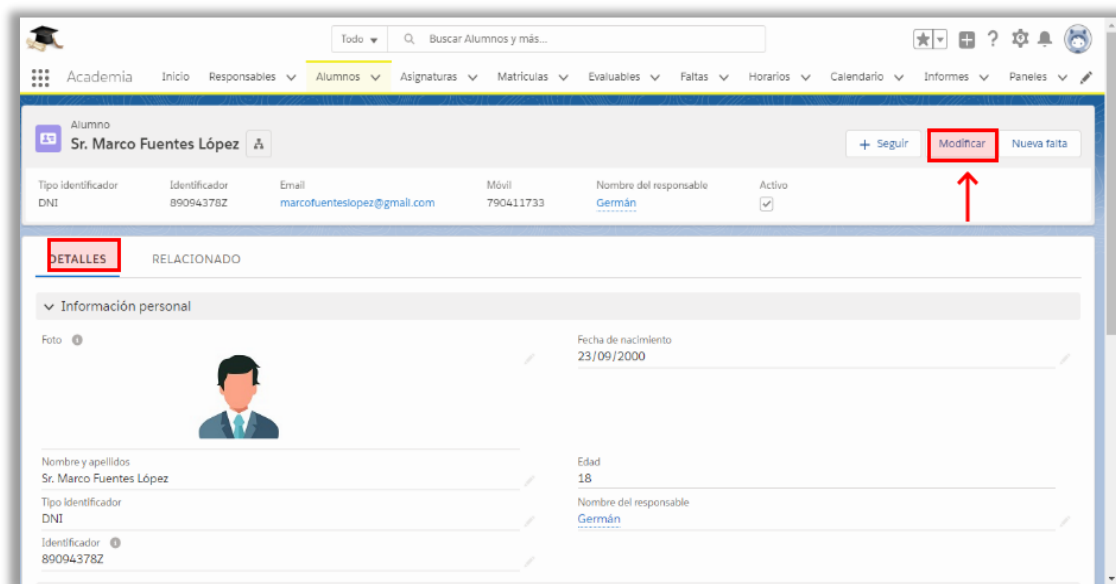 Todo Buscar Alumnos y más...
Academia Inicio Responsables Alumnos Asignaturas Matriculas Evaluables Faltas Horarios Calendario Informes Paneles
Alumno
Sr. Marco Fuentes López
+ Seguir Modificar Nueva falta
Tipo identificador Identificador Email Móvil Nombre del responsable Activo
DNI 89094378Z marcofuenteslopez@gmail.com 790411733 Germán
DETALLES RELACIONADO
Información personal
Foto Fecha de nacimiento
23/09/2000
Nombre y apellidos Edad
Sr. Marco Fuentes López 18
Tipo Identificador Nombre del responsable
DNI Germán
Identificador
89094378Z